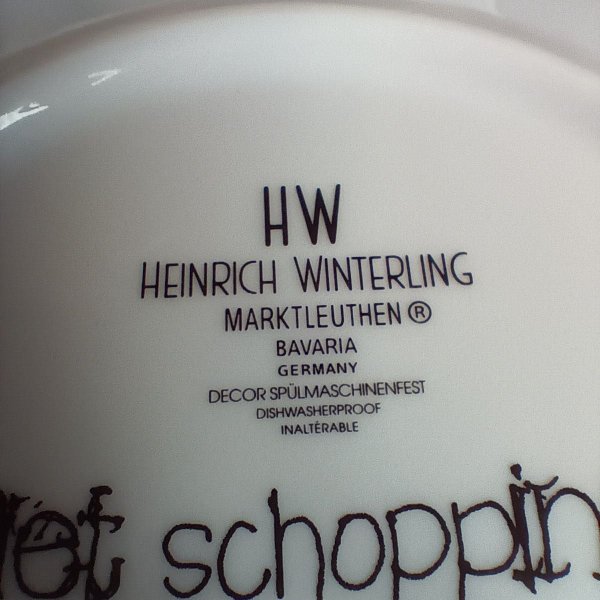 HW
HEINRICH WINTERLING
MARKTLEUTHEN ®
BAVARIA
GERMANY
DECOR SPÜLMASCHINENFEST
DISHWASHERPROOF
INALTÉRABLE
schoppin